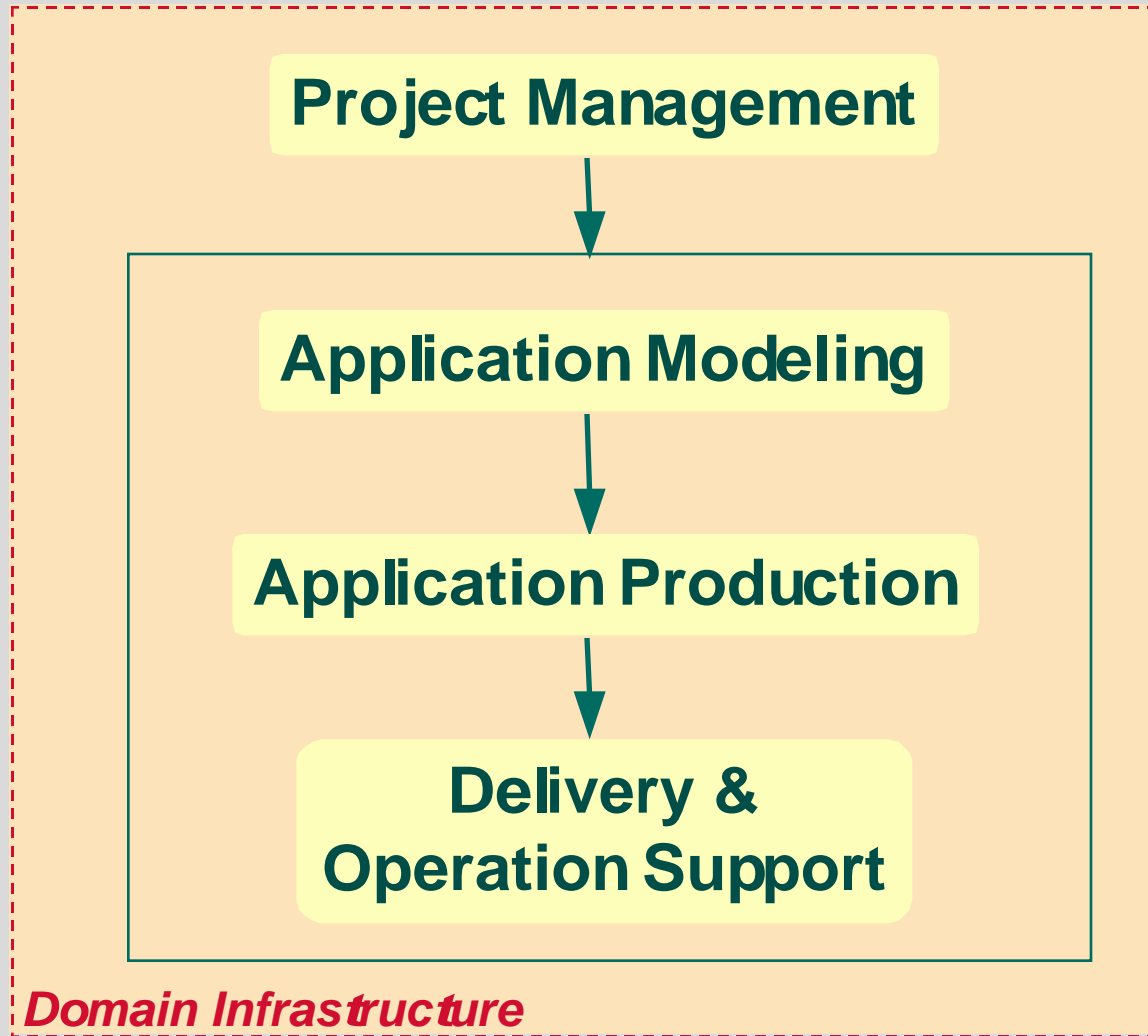 Project Management
Application Modeling
Application Production
Delivery &
Operation Support
Domain Infrastructure